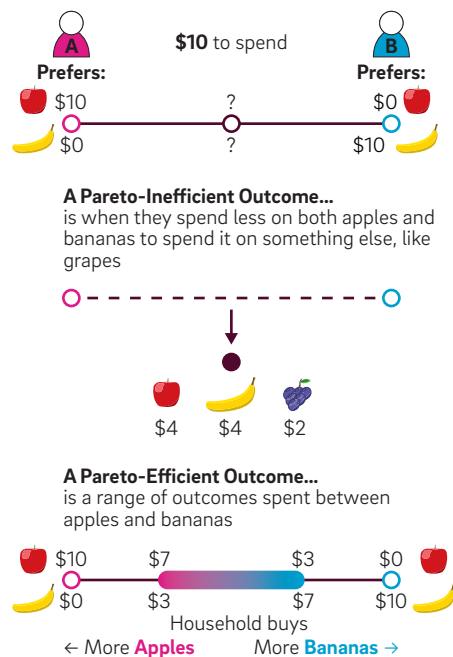 A
$10 to spend
B
Prefers:
Prefers:
$10
?
$0
$0
?
$10
A Pareto-Inefficient Outcome...
is when they spend less on both apples and
bananas to spend it on something else, like
grapes
$4
$4
$2
A Pareto-Efficient Outcome...
is a range of outcomes spent between
apples and bananas
$10
$7
$3
$0
$0
$3
$7
$10
Household buys
← More Apples
More Bananas →